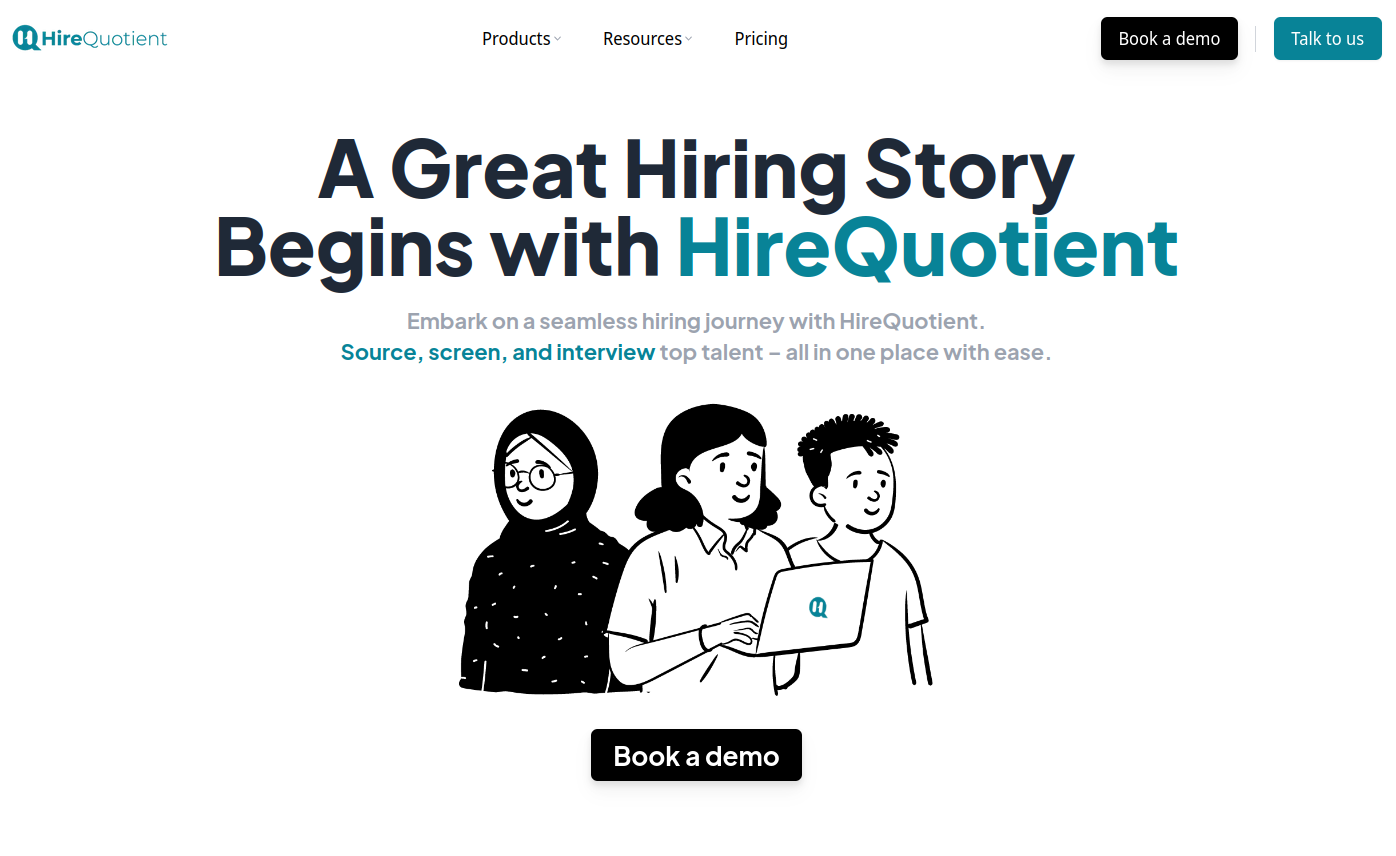 HireQuotient
Products
Resources
Pricing
Book a demo
Talk to us
A Great Hiring Story
Begins with HireQuotient
Embark on a seamless hiring journey with HireQuotient.
Source, screen, and interview top talent – all in one place with ease.
Book a demo